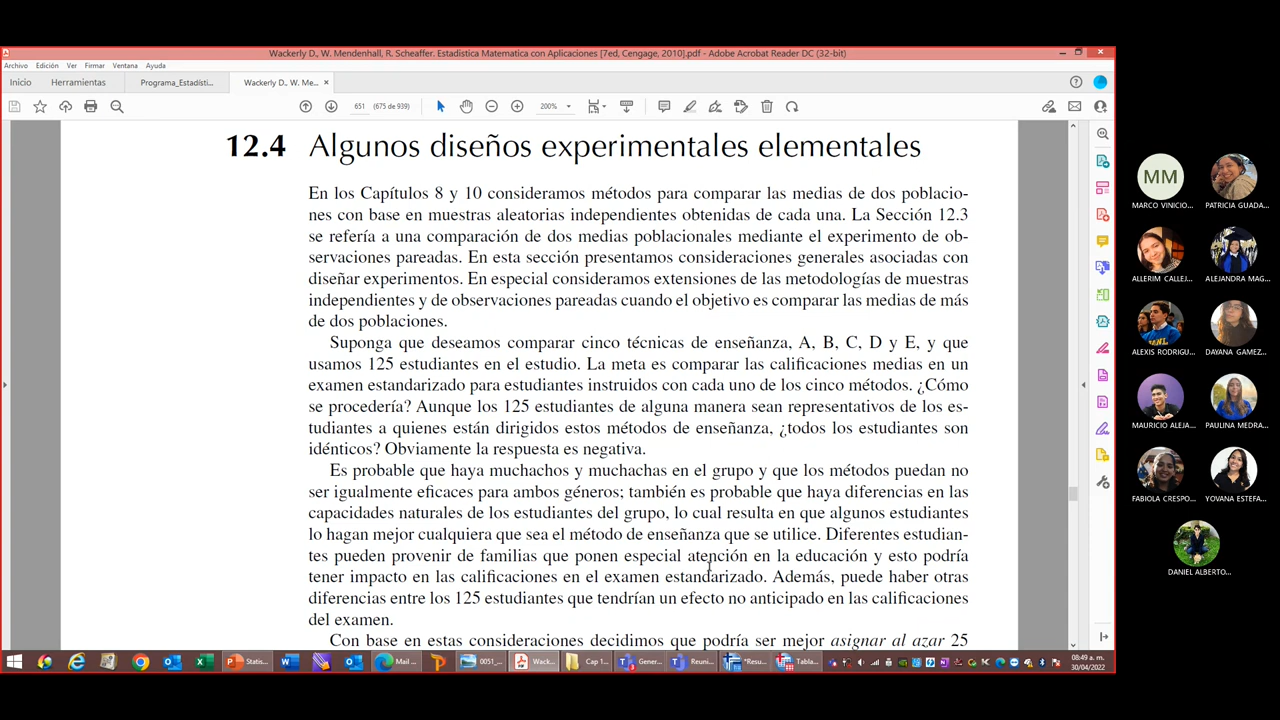 Wackerly D., W. Mendenhall, R. Scheaffer. Estadística Matematica con Aplicaciones [7ed, Cengage, 2010].pdf - Adobe Acrobat Reader DC (32-bit)
Archivo Edición Ver Firmar Ventana Ayuda
Inicio Herramientas Programa_Estadísti... Wackerly D., W. Me... ×
651 (675 de 939) 200%
12.4 Algunos diseños experimentales elementales
En los Capítulos 8 y 10 consideramos métodos para comparar las medias de dos poblacio-
nes con base en muestras aleatorias independientes obtenidas de cada una. La Sección 12.3
se refería a una comparación de dos medias poblacionales mediante el experimento de ob-
servaciones pareadas. En esta sección presentamos consideraciones generales asociadas con
diseñar experimentos. En especial consideramos extensiones de las metodologías de muestras
independientes y de observaciones pareadas cuando el objetivo es comparar las medias de más
de dos poblaciones.
Suponga que deseamos comparar cinco técnicas de enseñanza, A, B, C, D y E, y que
usamos 125 estudiantes en el estudio. La meta es comparar las calificaciones medias en un
examen estandarizado para estudiantes instruidos con cada uno de los cinco métodos. ¿Cómo
se procedería? Aunque los 125 estudiantes de alguna manera sean representativos de los es-
tudiantes a quienes están dirigidos estos métodos de enseñanza, ¿todos los estudiantes son
idénticos? Obviamente la respuesta es negativa.
Es probable que haya muchachos y muchachas en el grupo y que los métodos puedan no
ser igualmente eficaces para ambos géneros; también es probable que haya diferencias en las
capacidades naturales de los estudiantes del grupo, lo cual resulta en que algunos estudiantes
lo hagan mejor cualquiera que sea el método de enseñanza que se utilice. Diferentes estudian-
tes pueden provenir de familias que ponen especial atención en la educación y esto podría
tener impacto en las calificaciones en el examen estandarizado. Además, puede haber otras
diferencias entre los 125 estudiantes que tendrían un efecto no anticipado en las calificaciones
del examen.
Con base en estas consideraciones decidimos que podría ser mejor asignar al azar 25
Statis... Mail ... 0051_... Wack... Cap 1... Gener... Reuni... *Resu... Tabla...
08:49 a. m.
30/04/2022
MM
MARCO VINICIO... PATRICIA GUADA...
ALLERIM CALLEJ... ALEJANDRA MAG...
ALEXIS RODRIGU... DAYANA GAMEZ...
MAURICIO ALEJA... PAULINA MEDRA...
FABIOLA CRESPO... YOVANA ESTEFA...
DANIEL ALBERTO...